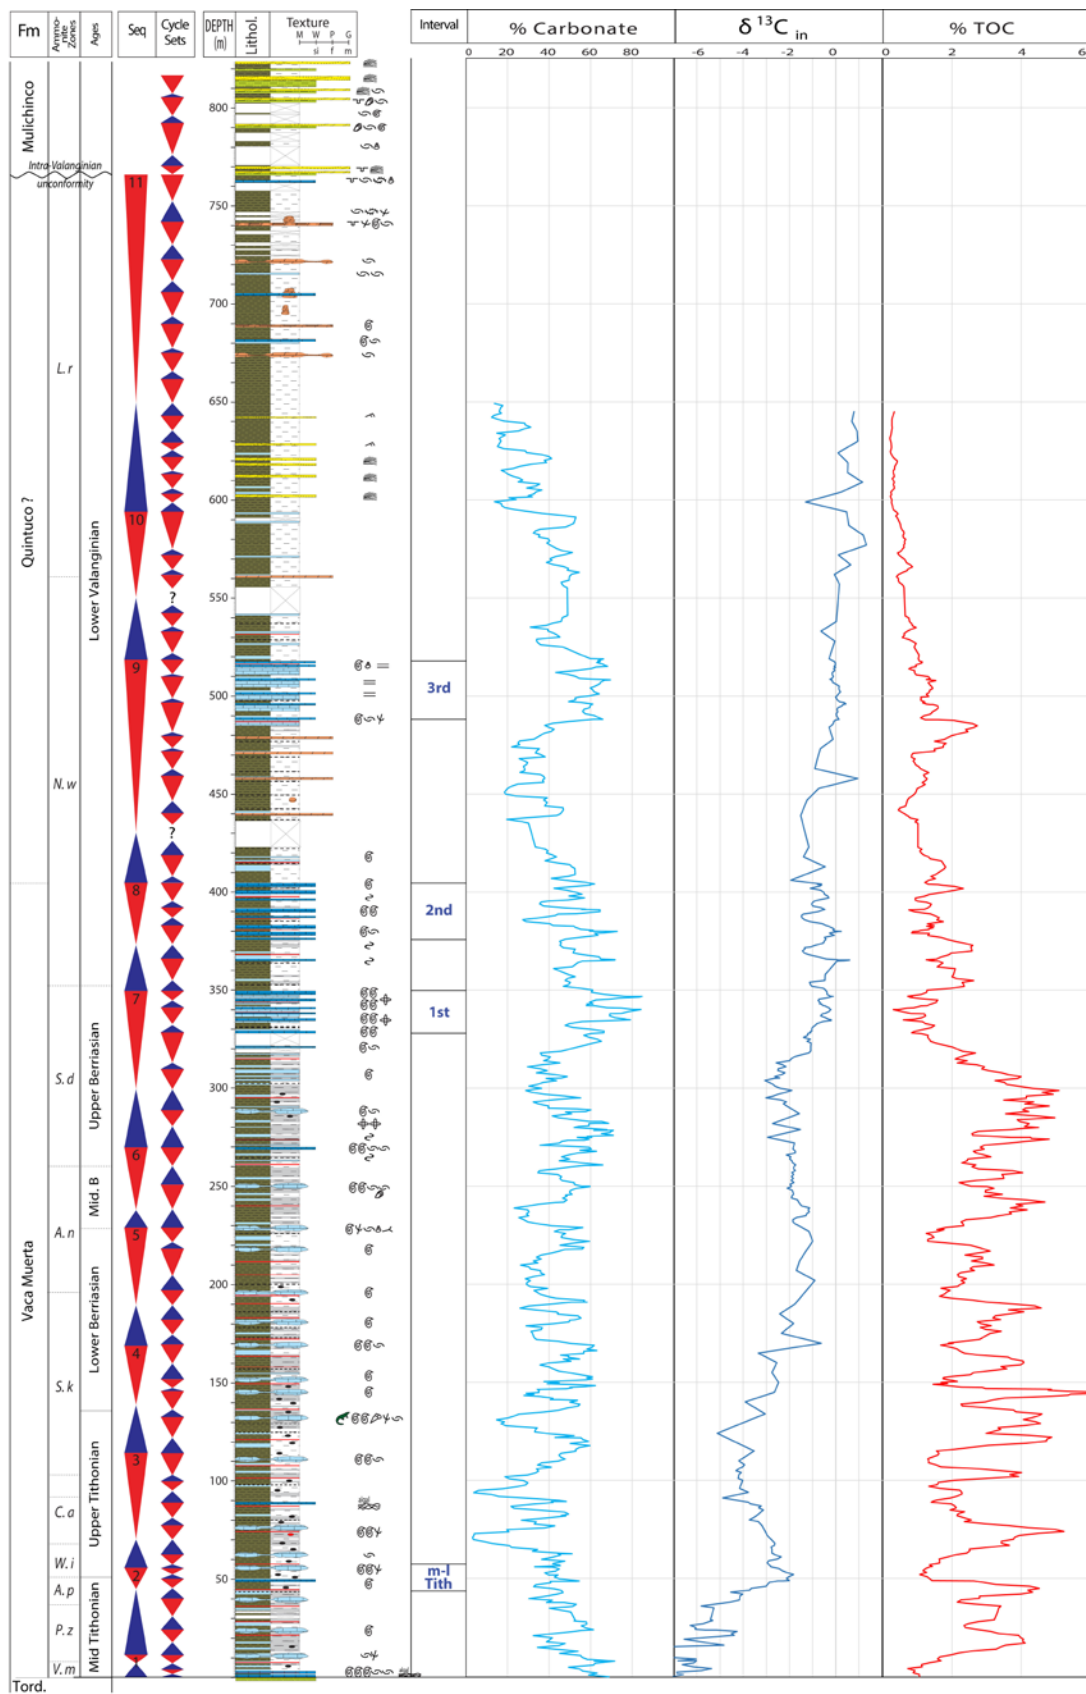 Fm Ammo-nite Zones Ages Seq Cycle Sets DEPTH (m) Lithol. Texture Interval % Carbonate δ 13C in % TOC
M W P G
sl f m
0 20 40 60 80 -6 -4 -2 0 0 2 4 6
Mulichinco
800
Intra-Valanginian
unconformity
11
750
700
L.r
650
600
10
Quintuco ?
Lower Valanginian
?
550
9
3rd
500
N.w
450
?
8
400
2nd
7
350
1st
S.d
Upper Berriasian
300
6
Mid. B
250
A.n
5
Vaca Muerta
200
Lower Berriasian
4
S.k
150
3
Upper Tithonian
100
C.a
W.i
2
50
m-l
Tith
A.p
P.z
Mid Tithonian
1
V.m
Tord.